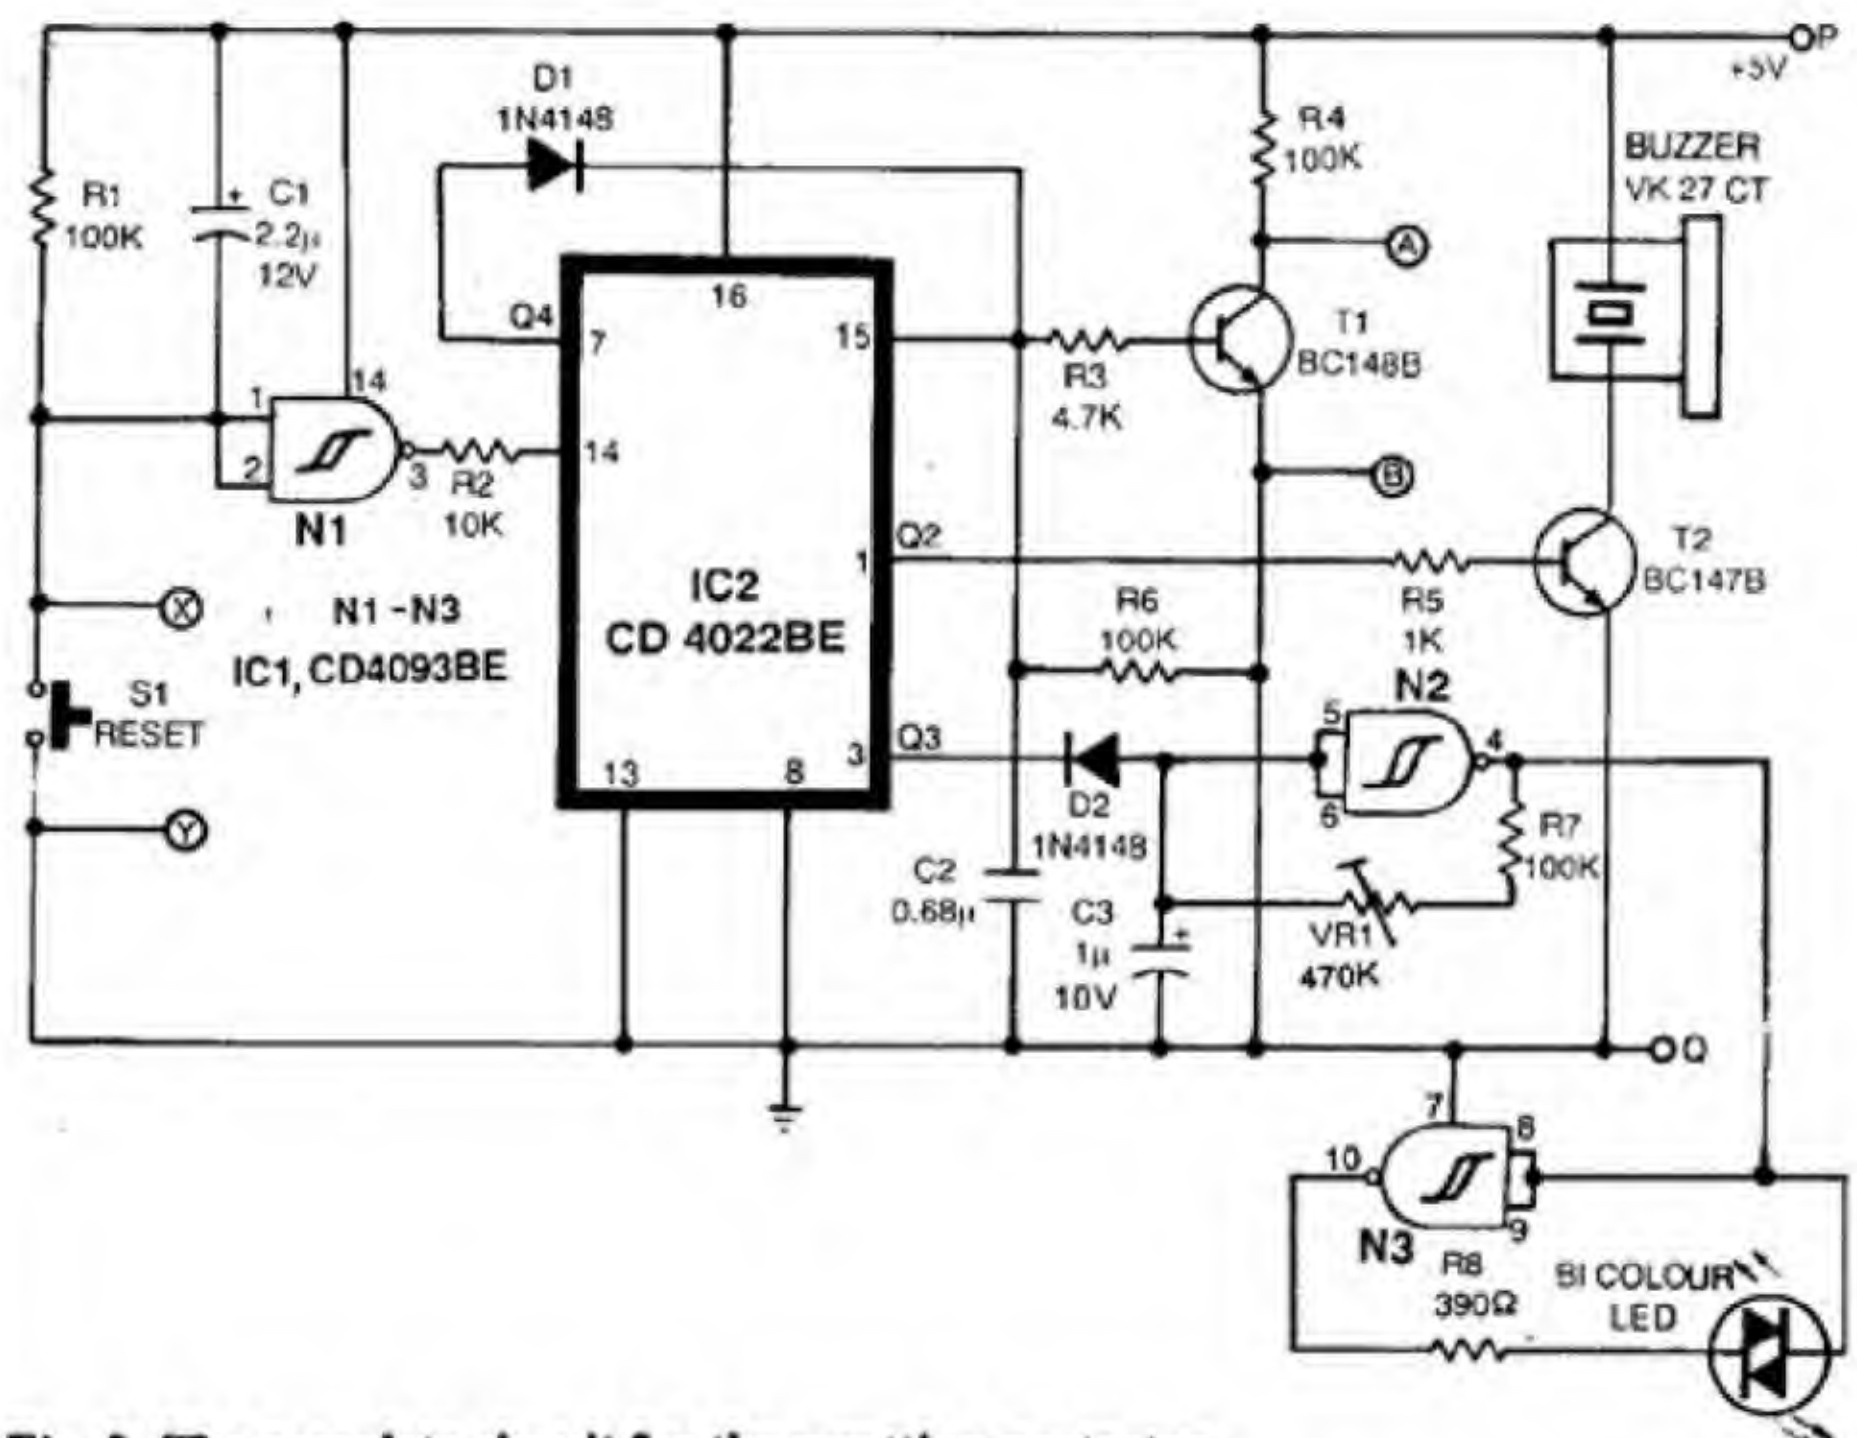 P
+5V
D1
1N4148
R4
100K
BUZZER
VK 27 CT
R1
100K
C1
2.2µ
12V
+
A
16
Q4
7
15
T1
BC148B
R3
4.7K
14
1
2
3
N1
R2
10K
14
B
Q2
1
T2
BC147B
R5
1K
IC2
CD 4022BE
R6
100K
X
N1-N3
IC1, CD4093BE
S1
RESET
N2
5
4
6
Q3
3
13
8
D2
1N4148
R7
100K
Y
C2
0.68µ
C3
1µ
10V
+
VR1
470K
Q
7
8
10
9
N3
R8
390Ω
BI COLOUR
LED